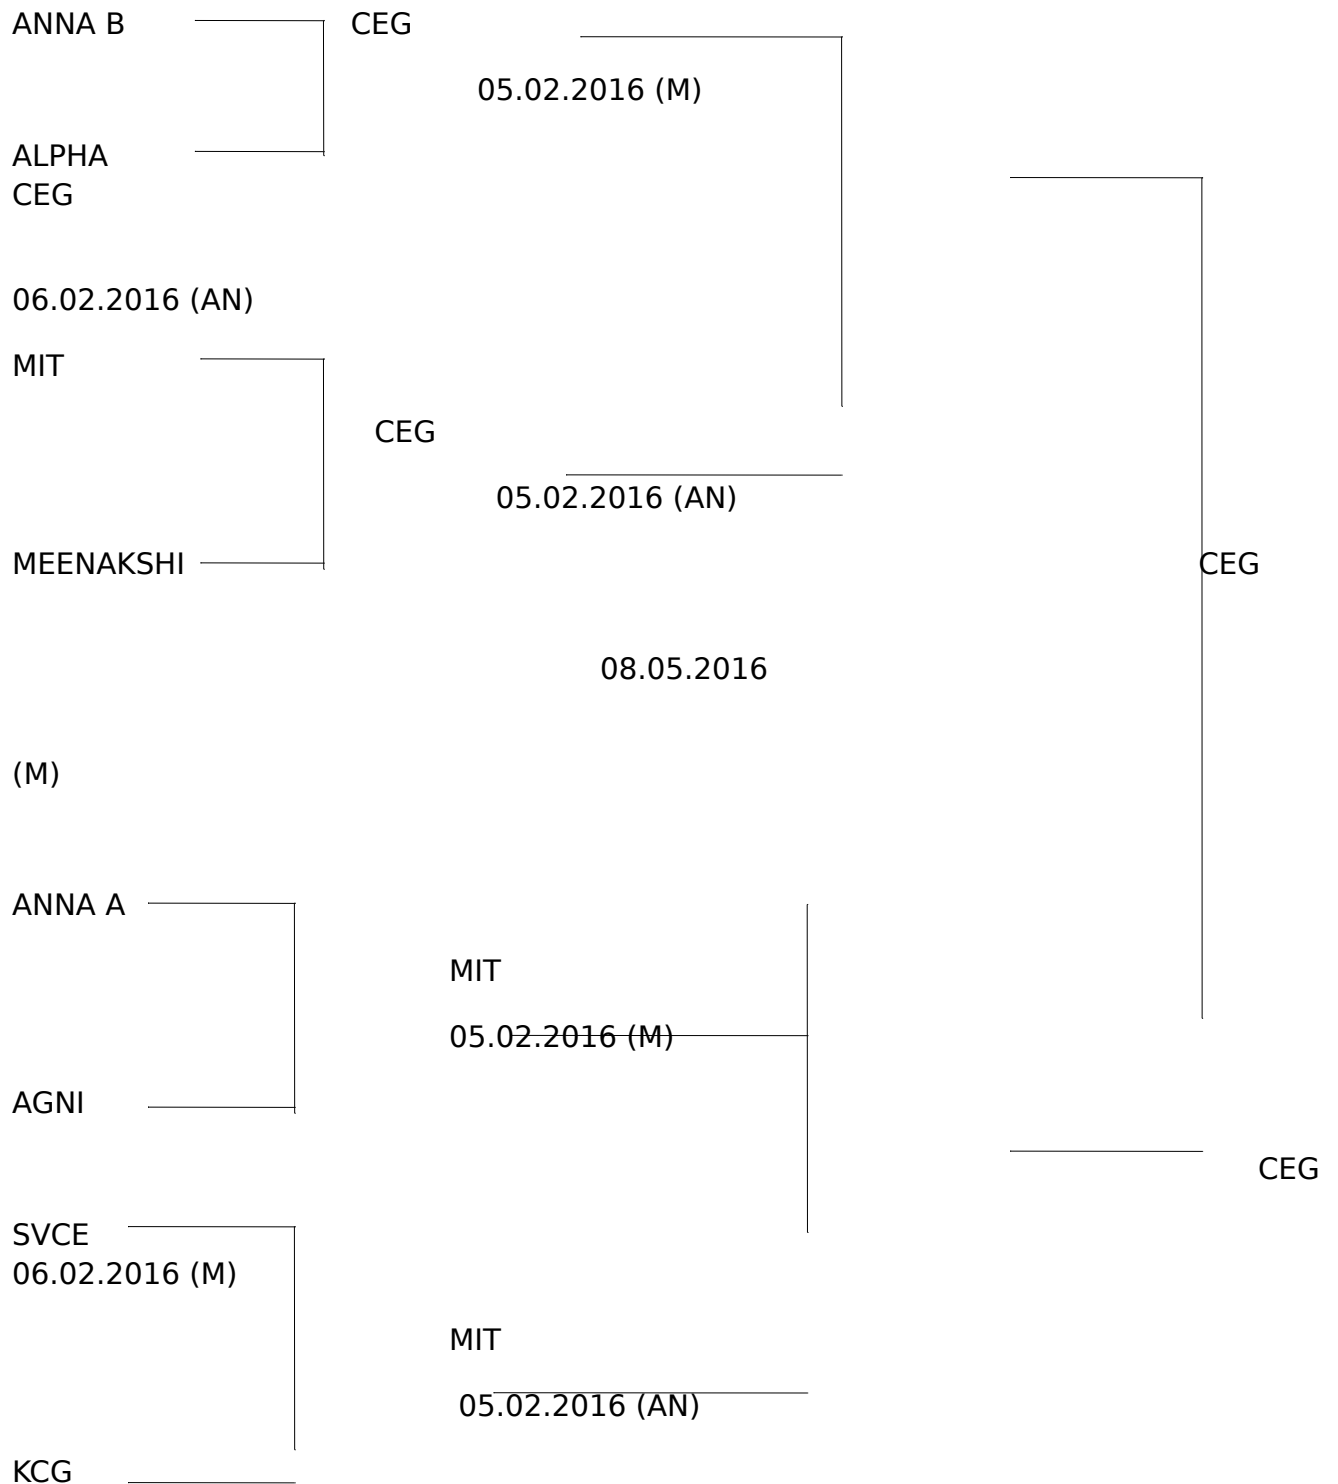 ANNA B CEG
05.02.2016 (M)
ALPHA
CEG
06.02.2016 (AN)
MIT
CEG
05.02.2016 (AN)
MEENAKSHI CEG
08.05.2016
(M)
ANNA A
MIT
05.02.2016 (M)
AGNI
CEG
SVCE
06.02.2016 (M)
MIT
05.02.2016 (AN)
KCG